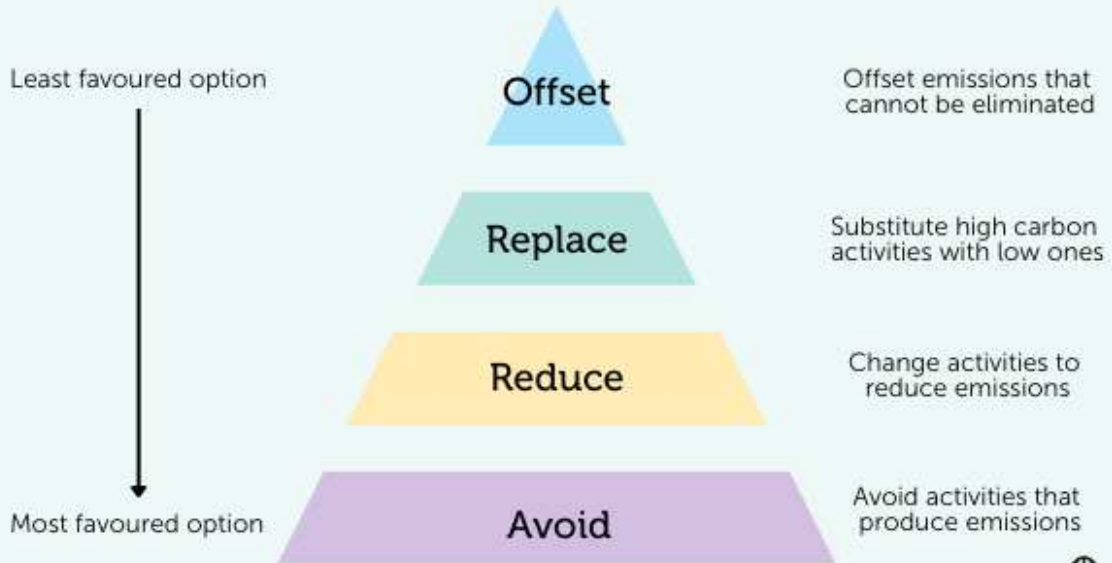 Least favoured option
Offset
Offset emissions that
cannot be eliminated
Replace
Substitute high carbon
activities with low ones
Reduce
Change activities to
reduce emissions
Most favoured option
Avoid
Avoid activities that
produce emissions